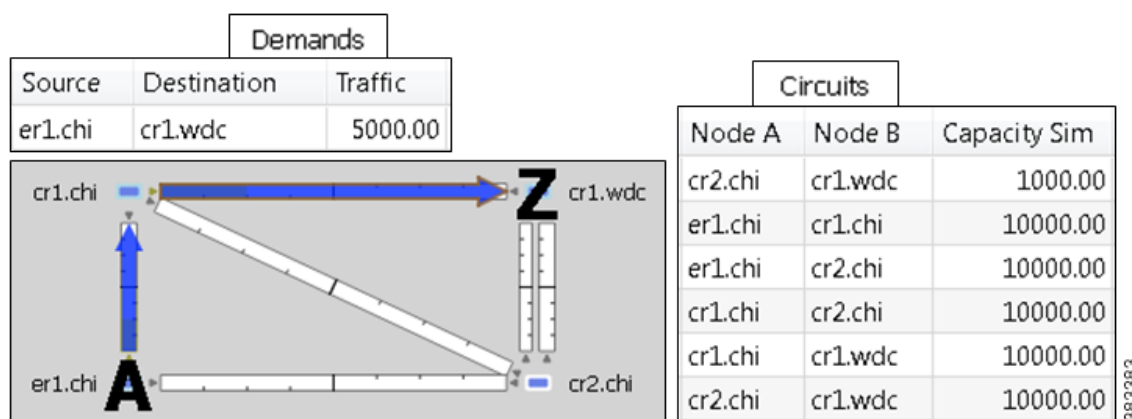 Demands
Source Destination Traffic
er1.chi cr1.wdc 5000.00
Circuits
Node A Node B Capacity Sim
cr2.chi cr1.wdc 1000.00
er1.chi cr1.chi 10000.00
er1.chi cr2.chi 10000.00
cr1.chi cr2.chi 10000.00
cr1.chi cr1.wdc 10000.00
cr2.chi cr1.wdc 10000.00
cr1.chi Z cr1.wdc
er1.chi A cr2.chi